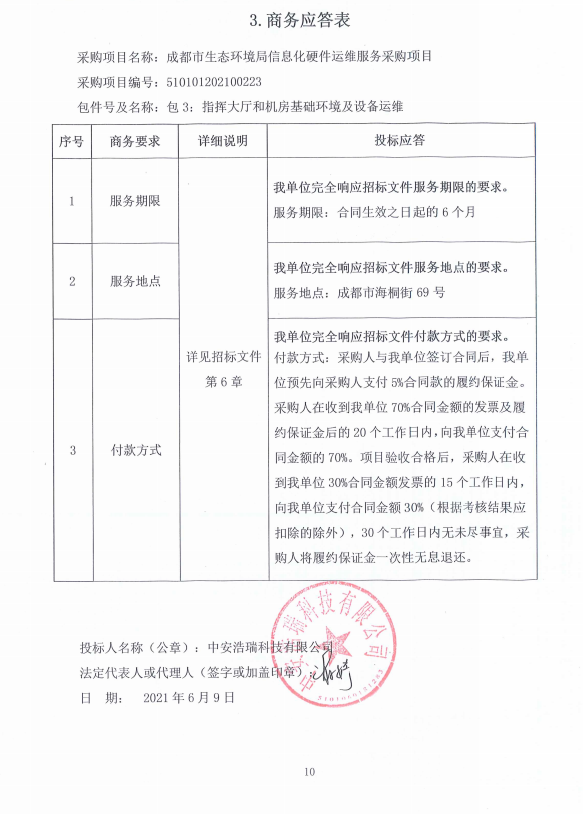 3.商务应答表
采购项目名称：成都市生态环境局信息化硬件运维服务采购项目
采购项目编号：510101202100223
包件号及名称：包 3：指挥大厅和机房基础环境及设备运维
序号 商务要求 详细说明 投标应答
1 服务期限
我单位完全响应招标文件服务期限的要求。
服务期限：合同生效之日起的 6 个月
2 服务地点
我单位完全响应招标文件服务地点的要求。
服务地点：成都市海桐街 69 号
详见招标文件
第 6 章
3 付款方式
我单位完全响应招标文件付款方式的要求。
付款方式：采购人与我单位签订合同后，我单
位预先向采购人支付 5%合同款的履约保证金。
采购人在收到我单位 70%合同金额的发票及履
约保证金后的 20 个工作日内，向我单位支付合
同金额的 70%。项目验收合格后，采购人在收
到我单位 30%合同金额发票的 15 个工作日内，
向我单位支付合同金额 30%（根据考核结果应
扣除的除外），30 个工作日内无未尽事宜，采
购人将履约保证金一次性无息退还。
投标人名称（公章）：中安浩瑞科技有限公司
法定代表人或代理人（签字或加盖印章）：
日 期： 2021 年 6 月 9 日
中安浩瑞科技有限公司
10